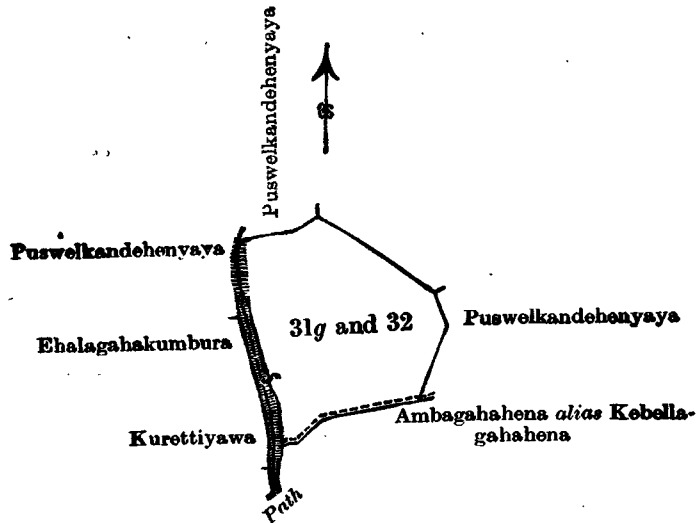 Puswelkandehenyaya
Puswelkandehenyaya
Ehalagahakumbura
31g and 32
Puswelkandehenyaya
Kurettiyawa
Ambagahahena alias Kebella-
gahahena
Path